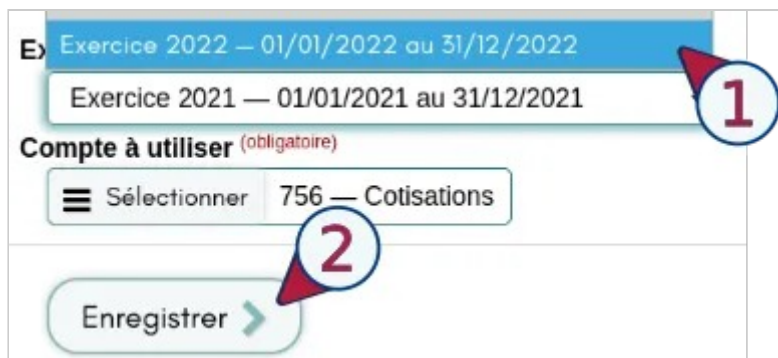 Ex
Exercice 2022 — 01/01/2022 au 31/12/2022
Exercice 2021 — 01/01/2021 au 31/12/2021
1
Compte à utiliser (obligatoire)
Sélectionner 756 — Cotisations
2
Enregistrer